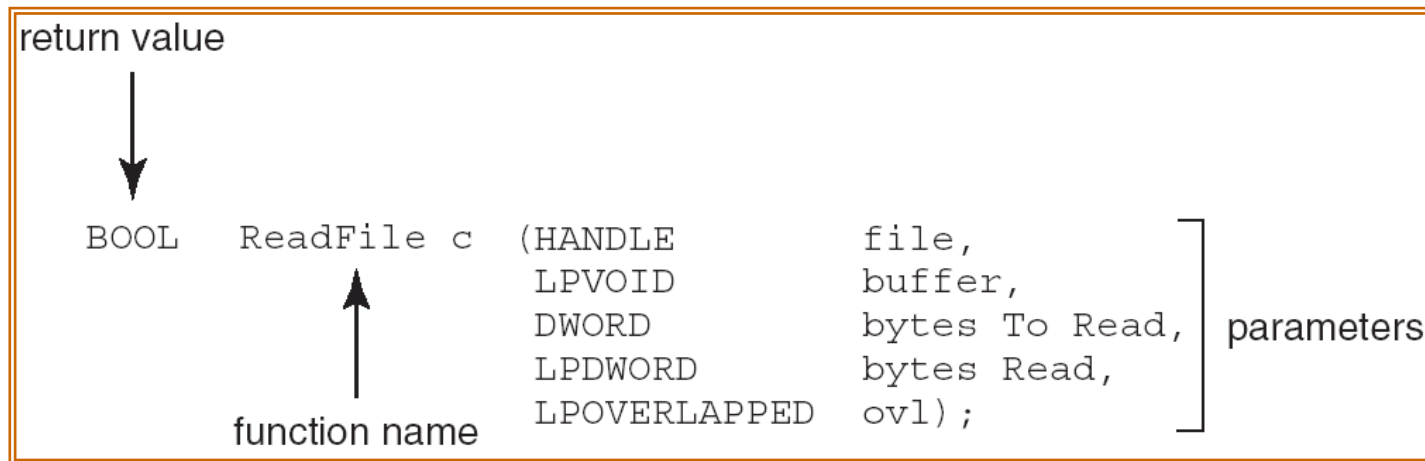 return value
BOOL ReadFile c (HANDLE file,
LPVOID buffer,
DWORD bytes To Read,
LPDWORD bytes Read,
LPOVERLAPPED ovl);
parameters
function name